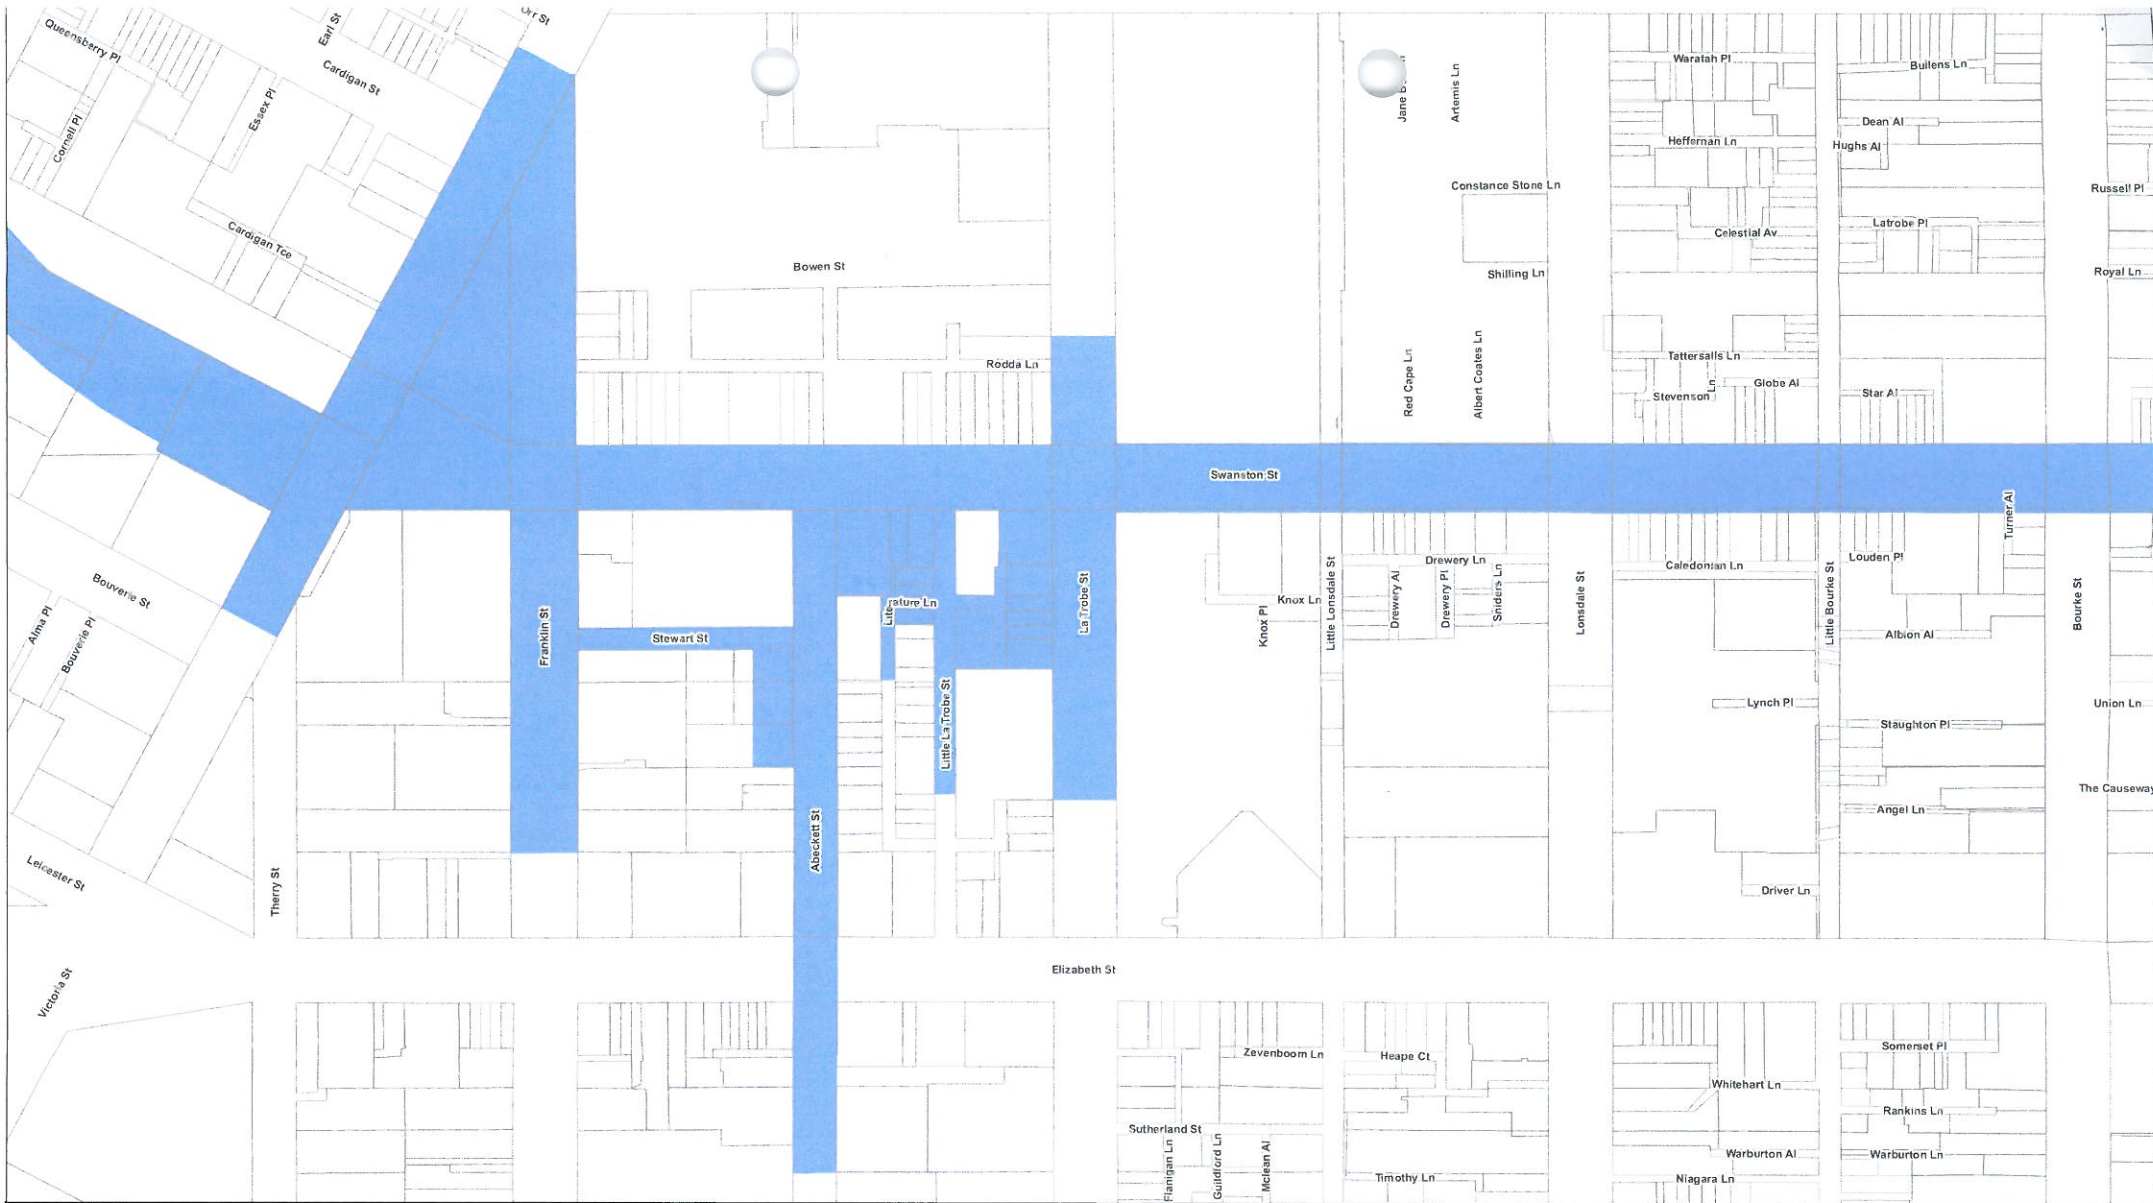 Orr St
Earl St
Queensberry Pl
Cardigan St
Essex Pl
Cornell Pl
Cardigan Tce
Bowen St
Rodda Ln
Artemis Ln
Constance Stone Ln
Shilling Ln
Red Cape Ln
Albert Coates Ln
Waratah Pl
Bullens Ln
Dean Al
Heffernan Ln
Hughs Al
Russell Pl
Latrobe Pl
Celestial Av
Royal Ln
Tattersalls Ln
Globe Al
Stevenson Ln
Star Al
Swanston St
Turner Al
Bouverie St
Alma Pl
Bouverie Pl
Franklin St
Stewart St
Literature Ln
La Trobe St
Little La Trobe St
Abeckett St
Knox Ln
Knox Pl
Little Lonsdale St
Drewery Ln
Drewery Al
Drewery Pl
Sniders Ln
Lonsdale St
Caledonian Ln
Little Bourke St
Louden Pl
Albion Al
Bourke St
Lynch Pl
Staughton Pl
Union Ln
The Causeway
Angel Ln
Driver Ln
Leicester St
Therry St
Victoria St
Elizabeth St
Zevenboom Ln
Heape Ct
Somerset Pl
Whitehart Ln
Rankins Ln
Sutherland St
Flanigan Ln
Guildford Ln
Mclean Al
Timothy Ln
Warburton Al
Warburton Ln
Niagara Ln